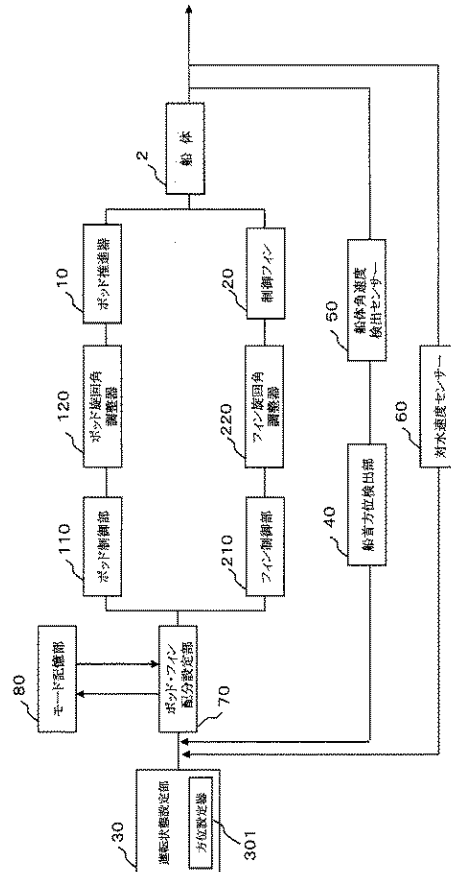 30
運転状態設定部
方位設定器
301
80
モード記憶部
ポッド・フィン
配分設定部
70
110
ポッド制御部
120
ポッド旋回角
調整器
10
ポッド推進器
210
フィン制御部
220
フィン旋回角
調整器
20
制御フィン
2
船体
40
船首方位検出部
50
船体角速度
検出センサー
60
対水速度センサー